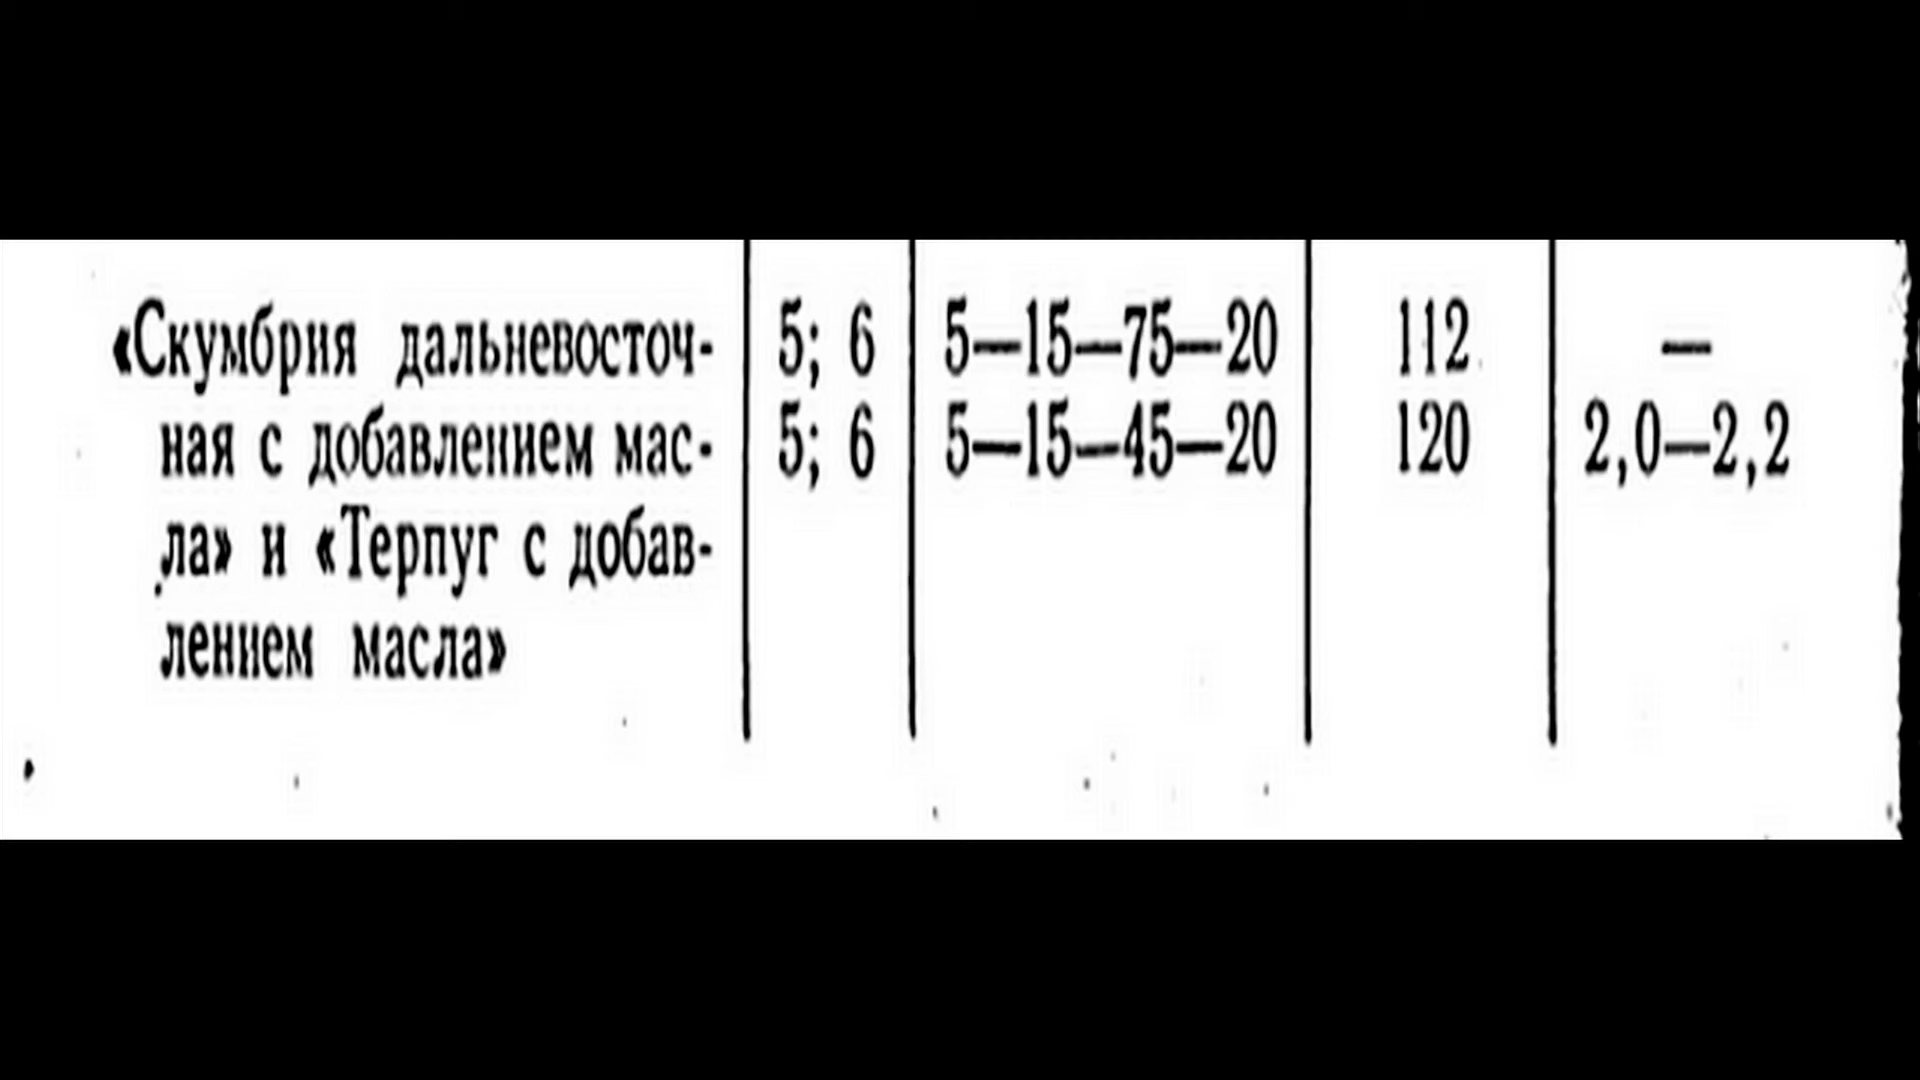 «Скумбрия дальневосточ- 5; 6 5—15—75—20 112 —
ная с добавлением мас- 5; 6 5—15—45—20 120 2,0—2,2
ла» и «Терпуг с добав-
лением масла»